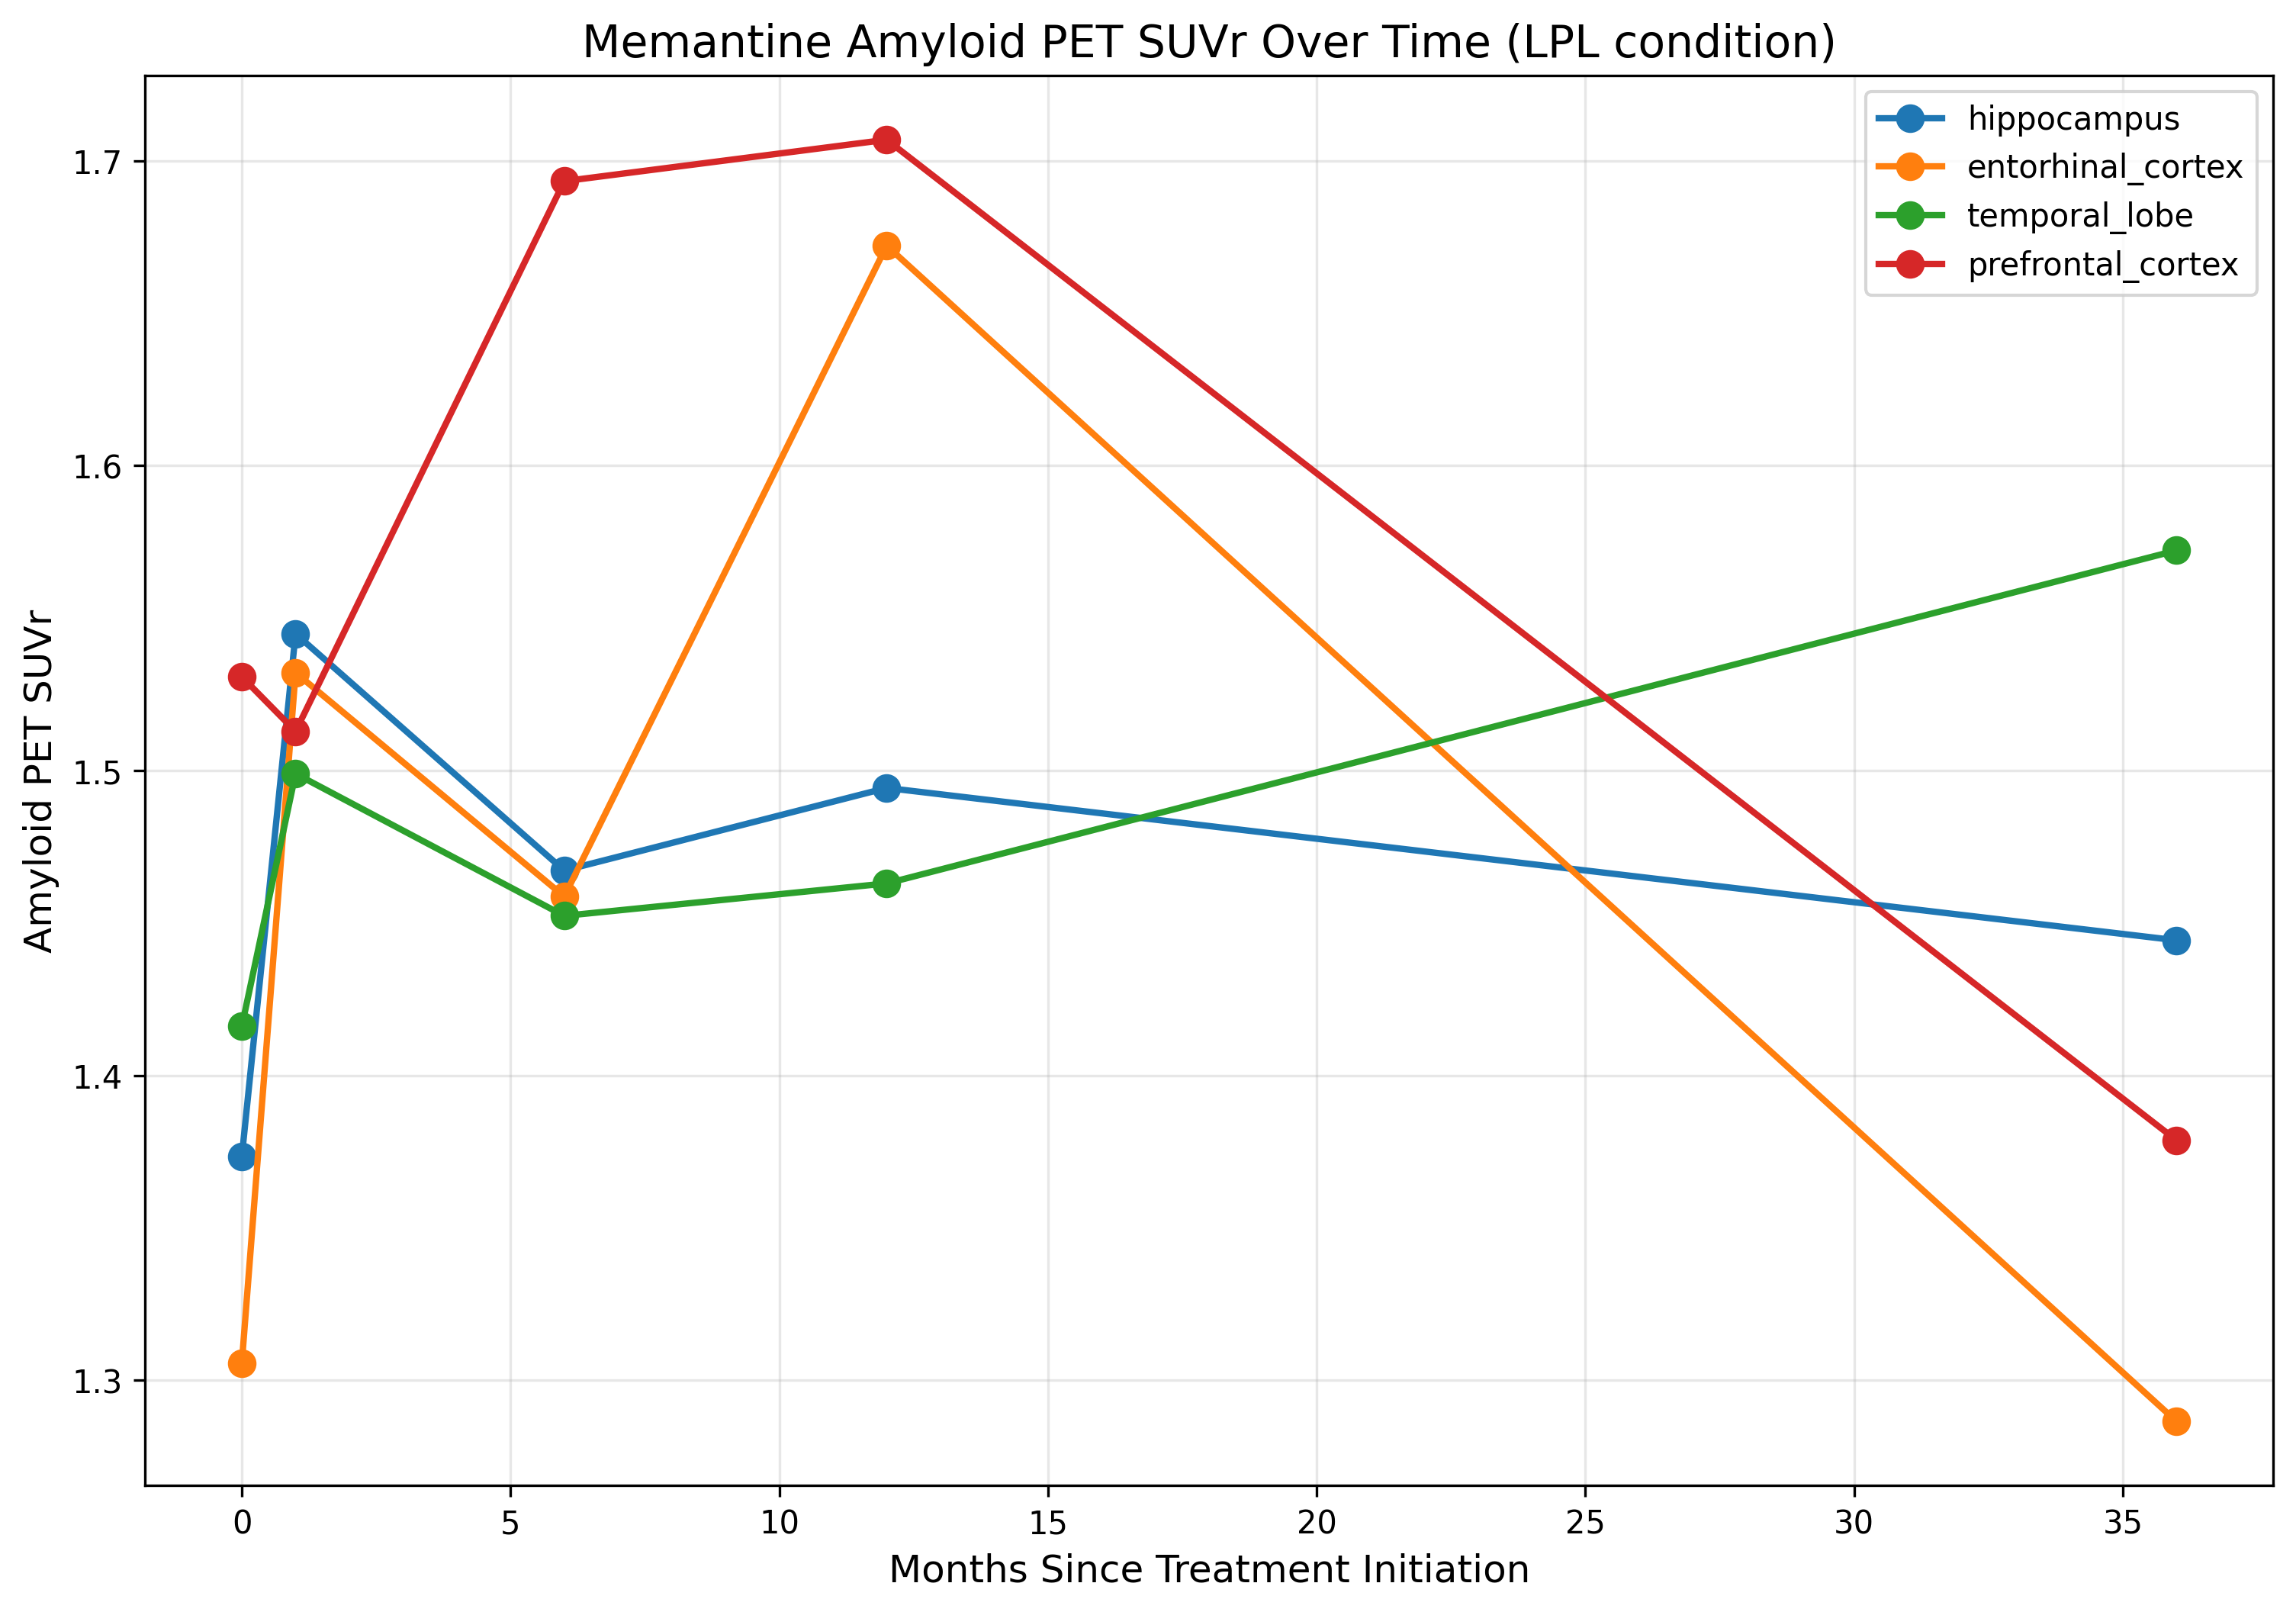 Memantine Amyloid PET SUVr Over Time (LPL condition)
hippocampus
entorhinal_cortex
temporal_lobe
prefrontal_cortex
Amyloid PET SUVr
1.7
1.6
1.5
1.4
1.3
0 5 10 15 20 25 30 35
Months Since Treatment Initiation